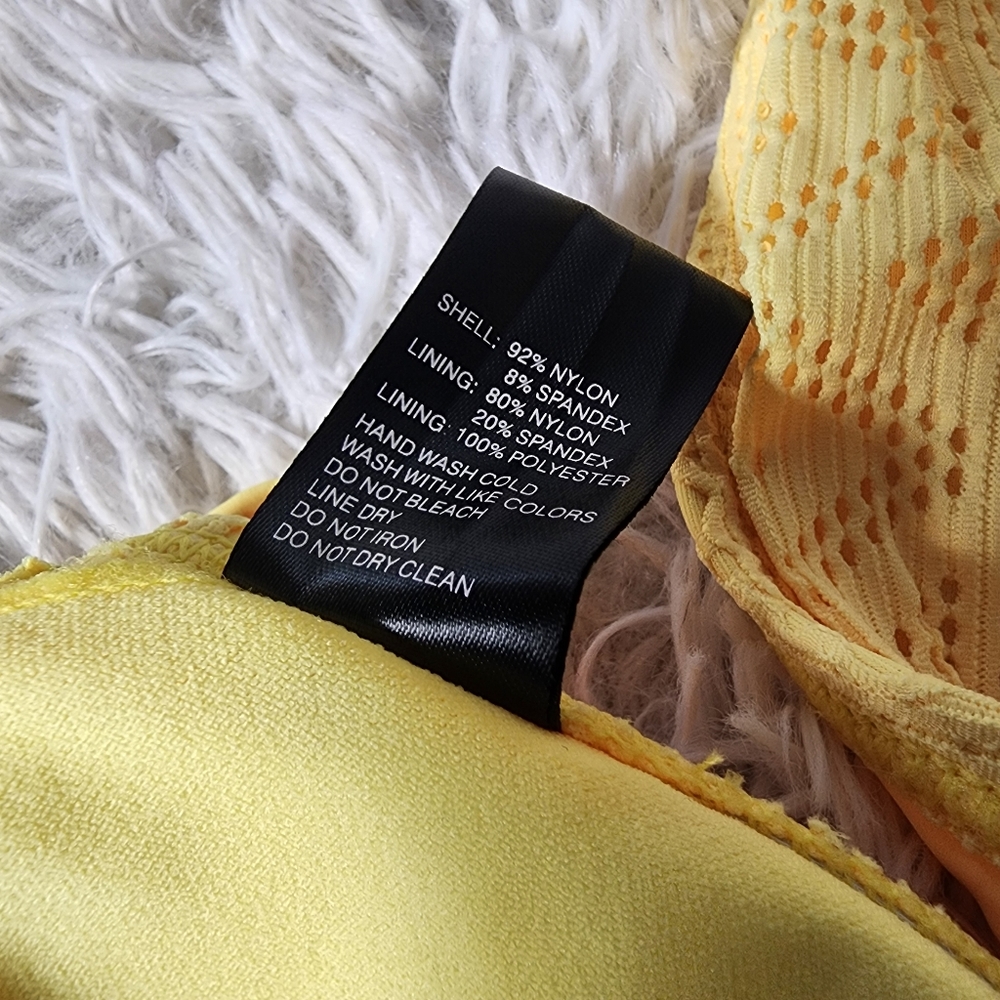 SHELL: 92% NYLON
8% SPANDEX
LINING: 80% NYLON
20% SPANDEX
LINING: 100% POLYESTER
HAND WASH COLD
WASH WITH LIKE COLORS
DO NOT BLEACH
LINE DRY
DO NOT IRON
DO NOT DRY CLEAN